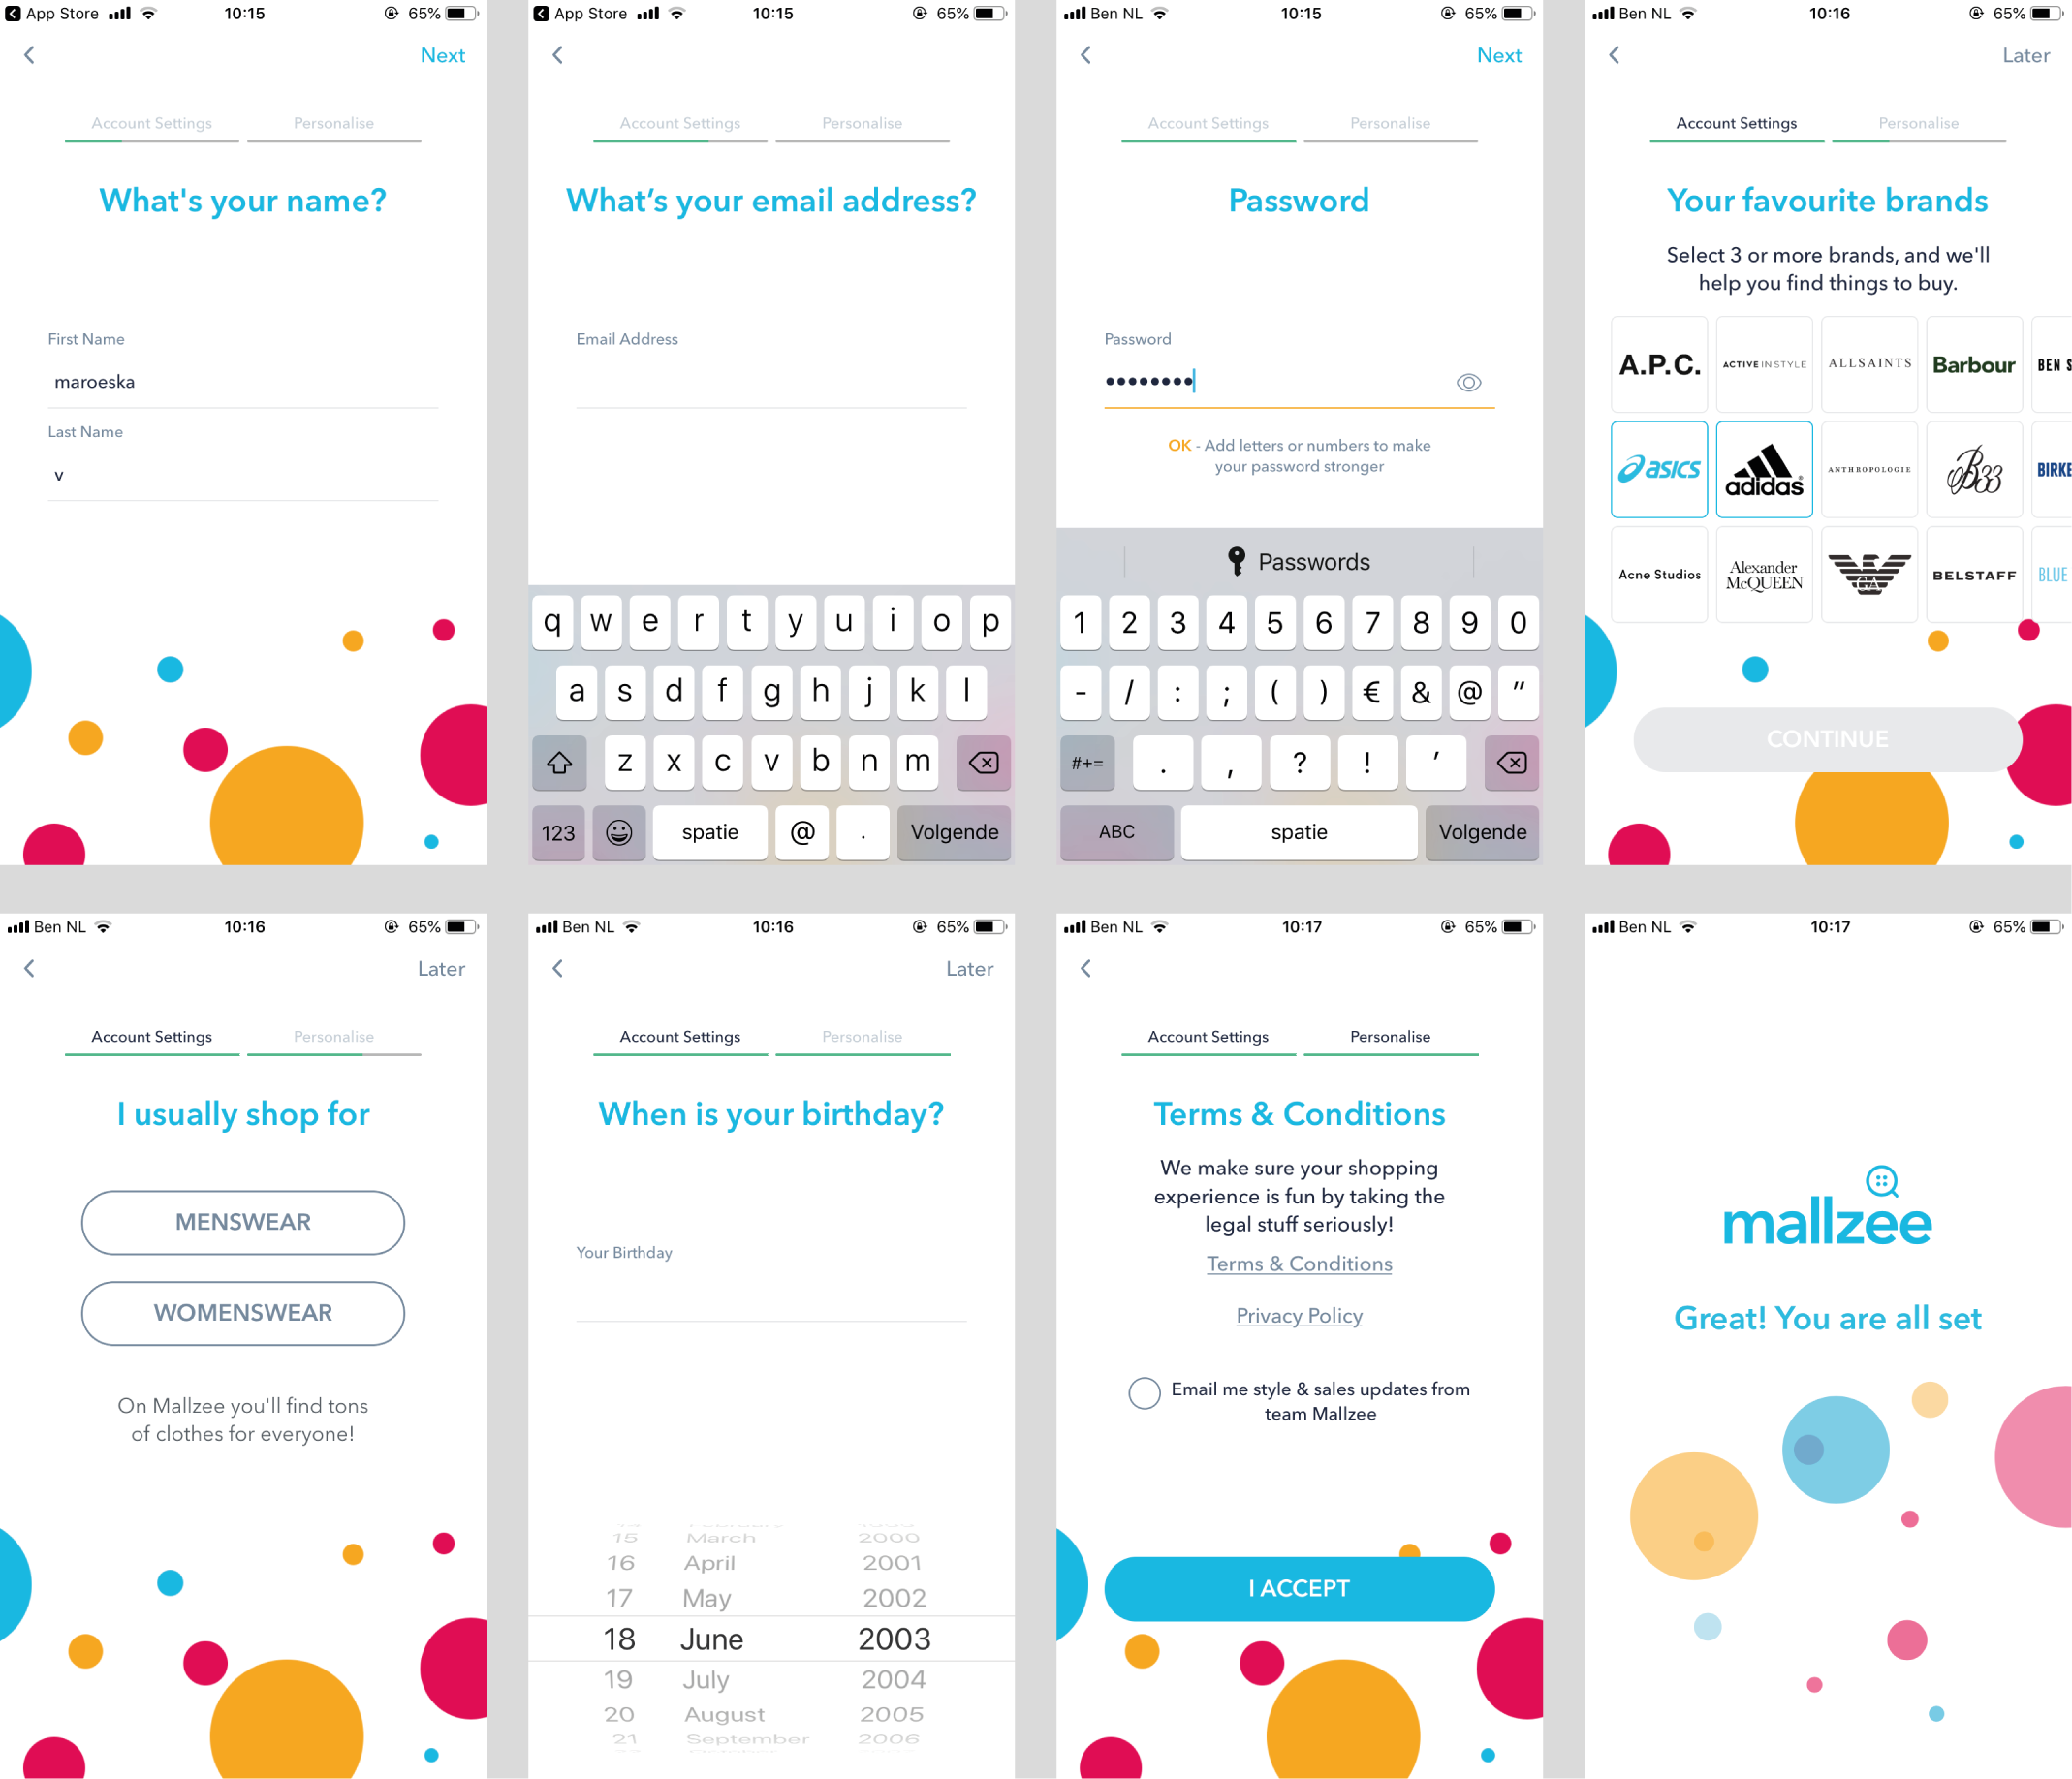 App Store 10:15 65%
Next
Account Settings Personalise
What's your name?
First Name
maroeska
Last Name
v
App Store 10:15 65%
Account Settings Personalise
What’s your email address?
Email Address
q w e r t y u i o p
a s d f g h j k l
z x c v b n m
123 spatie @ . Volgende
Ben NL 10:15 65%
Next
Account Settings Personalise
Password
Password
OK - Add letters or numbers to make
your password stronger
Passwords
1 2 3 4 5 6 7 8 9 0
- / : ; ( ) € & @ "
#+= . , ? ! ’
ABC spatie Volgende
Ben NL 10:16 65%
Later
Account Settings Personalise
Your favourite brands
Select 3 or more brands, and we'll
help you find things to buy.
A.P.C. ACTIVE IN STYLE ALLSAINTS Barbour BEN S
asics adidas ANTHROPOLOGIE B33 BIRKE
Acne Studios Alexander McQUEEN GA BELSTAFF BLUE
CONTINUE
Ben NL 10:16 65%
Later
Account Settings Personalise
I usually shop for
MENSWEAR
WOMENSWEAR
On Mallzee you'll find tons
of clothes for everyone!
Ben NL 10:16 65%
Later
Account Settings Personalise
When is your birthday?
Your Birthday
15 March 2000
16 April 2001
17 May 2002
18 June 2003
19 July 2004
20 August 2005
21 September 2006
Ben NL 10:17 65%
Account Settings Personalise
Terms & Conditions
We make sure your shopping
experience is fun by taking the
legal stuff seriously!
Terms & Conditions
Privacy Policy
Email me style & sales updates from
team Mallzee
I ACCEPT
Ben NL 10:17 65%
mallzee
Great! You are all set